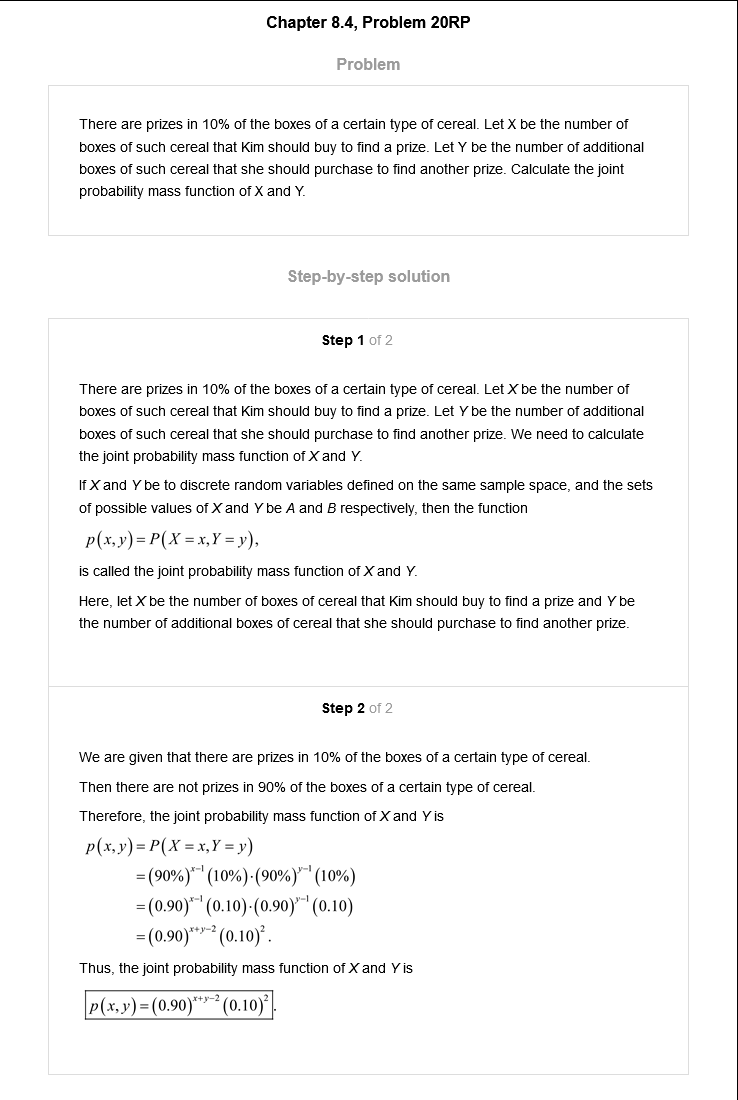 Chapter 8.4, Problem 20RP
Problem
There are prizes in 10% of the boxes of a certain type of cereal. Let X be the number of
boxes of such cereal that Kim should buy to find a prize. Let Y be the number of additional
boxes of such cereal that she should purchase to find another prize. Calculate the joint
probability mass function of X and Y.
Step-by-step solution
Step 1 of 2
There are prizes in 10% of the boxes of a certain type of cereal. Let X be the number of
boxes of such cereal that Kim should buy to find a prize. Let Y be the number of additional
boxes of such cereal that she should purchase to find another prize. We need to calculate
the joint probability mass function of X and Y.
If X and Y be to discrete random variables defined on the same sample space, and the sets
of possible values of X and Y be A and B respectively, then the function
p(x,y)=P(X=x,Y=y),
is called the joint probability mass function of X and Y.
Here, let X be the number of boxes of cereal that Kim should buy to find a prize and Y be
the number of additional boxes of cereal that she should purchase to find another prize.
Step 2 of 2
We are given that there are prizes in 10% of the boxes of a certain type of cereal.
Then there are not prizes in 90% of the boxes of a certain type of cereal.
Therefore, the joint probability mass function of X and Y is
p(x,y)=P(X=x,Y=y)
=(90%)^{x-1}(10%)·(90%)^{y-1}(10%)
=(0.90)^{x-1}(0.10)·(0.90)^{y-1}(0.10)
=(0.90)^{x+y-2}(0.10)^{2}.
Thus, the joint probability mass function of X and Y is
p(x,y)=(0.90)^{x+y-2}(0.10)^{2}.